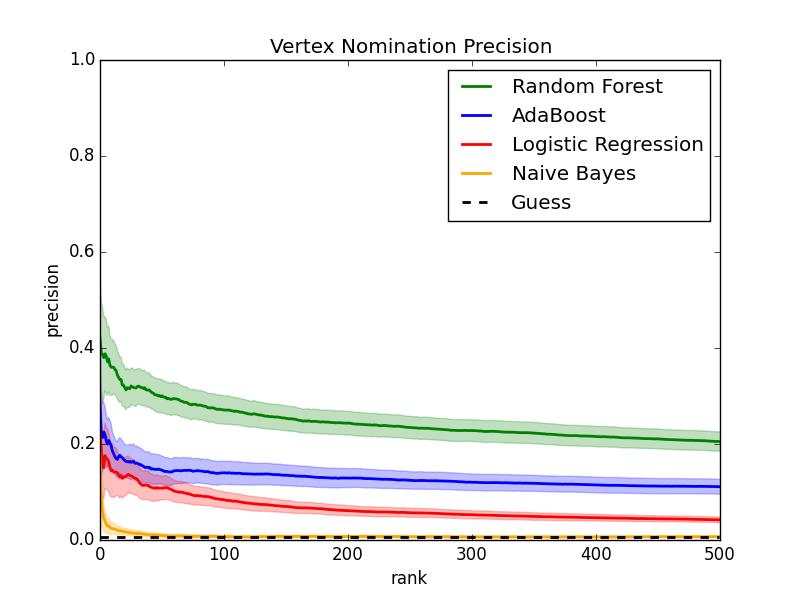 Vertex Nomination Precision
1.0
0.8
0.6
0.4
0.2
0.0
precision
Random Forest
AdaBoost
Logistic Regression
Naive Bayes
Guess
0 100 200 300 400 500
rank